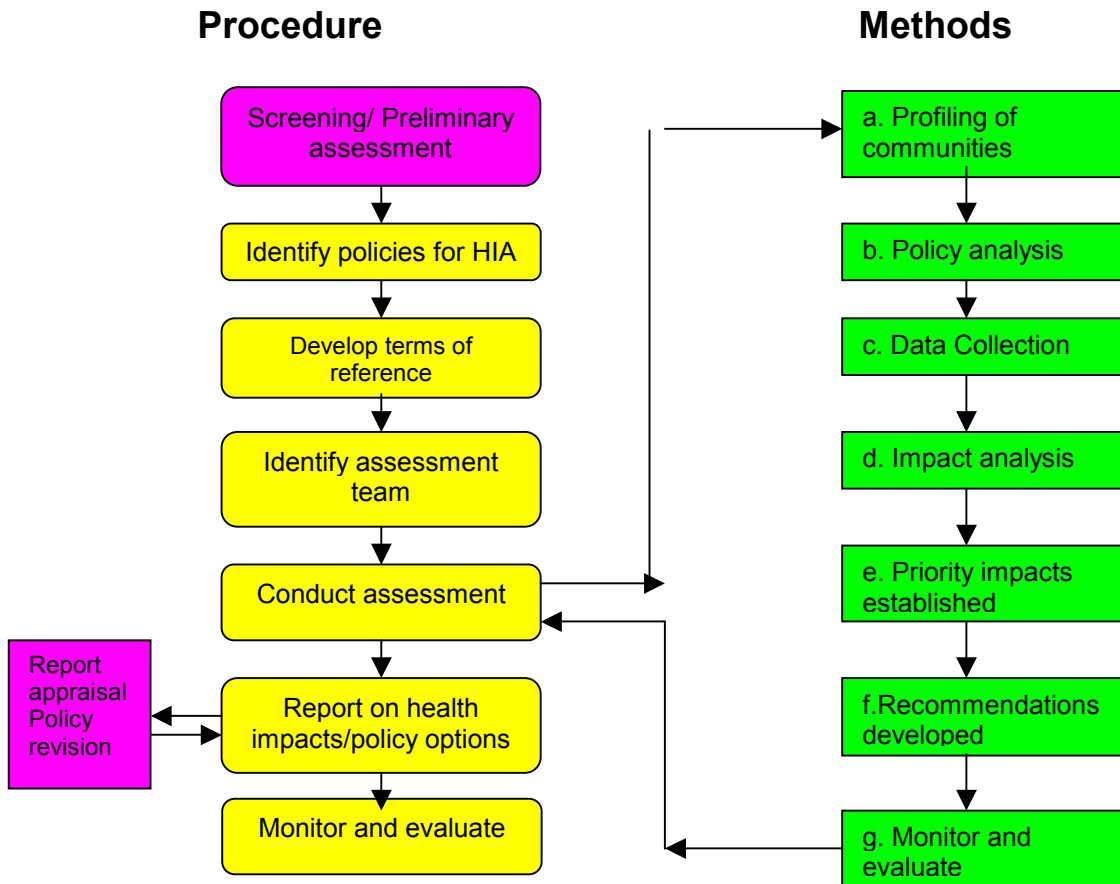 Procedure
Screening/ Preliminary
assessment
Identify policies for HIA
Develop terms of
reference
Identify assessment
team
Conduct assessment
Report
appraisal
Policy
revision
Report on health
impacts/policy options
Monitor and evaluate
Methods
a. Profiling of
communities
b. Policy analysis
c. Data Collection
d. Impact analysis
e. Priority impacts
established
f.Recommendations
developed
g. Monitor and
evaluate